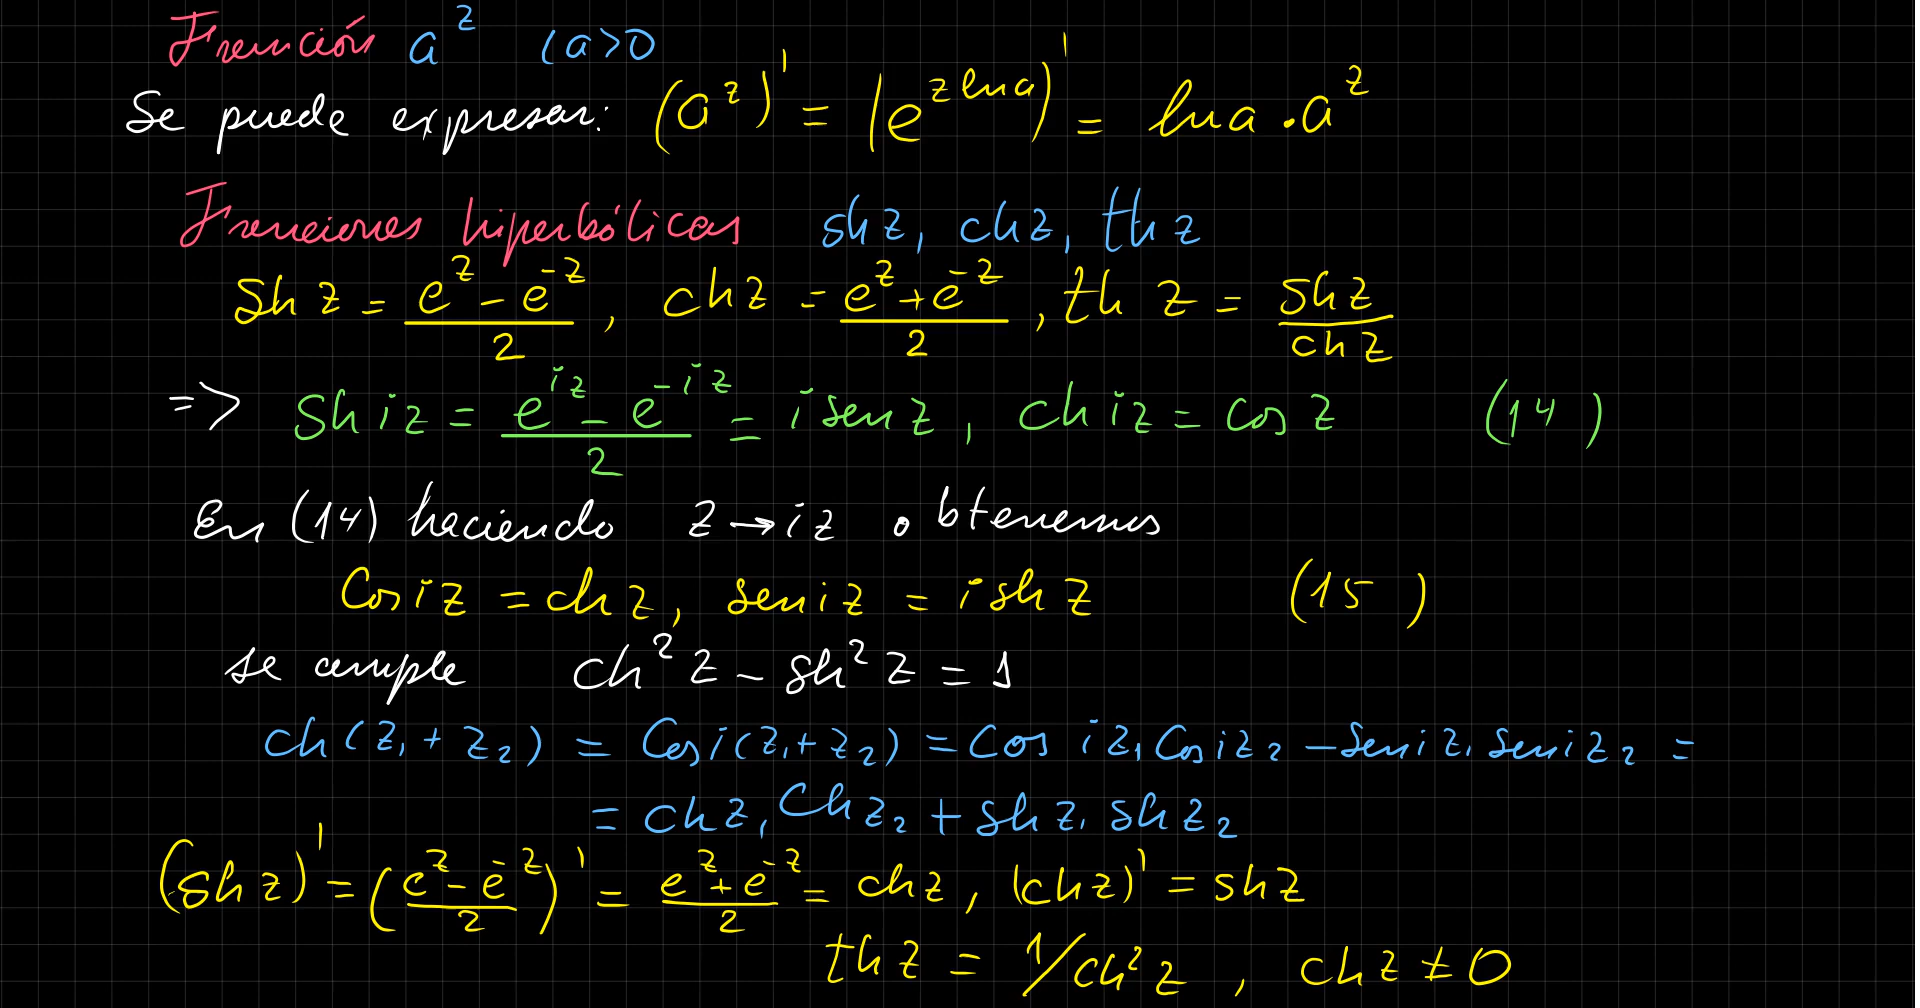 Función a^z (a>0
Se puede expresar: (a^z)' = (e^{z ln a})' = ln a · a^z
Funciones hiperbólicas sh z, ch z, th z
Sh z = (e^z - e^{-z})/2, ch z = (e^z + e^{-z})/2, th z = sh z/ch z
=> Sh iz = (e^{iz} - e^{-iz})/2 = i sen z, ch iz = cos z (14)
En (14) haciendo z → iz obtenemos
Cos iz = ch z, sen iz = i sh z (15)
se cumple ch² z - sh² z = 1
ch(z₁ + z₂) = Cos i(z₁ + z₂) = Cos iz₁ Cos iz₂ - Sen iz₁ sen iz₂ =
= ch z₁ Ch z₂ + sh z₁ sh z₂
(sh z)' = ((e^z - e^{-z})/2)' = (e^z + e^{-z})/2 = ch z, (ch z)' = sh z
th z = 1/ch² z, ch z ≠ 0